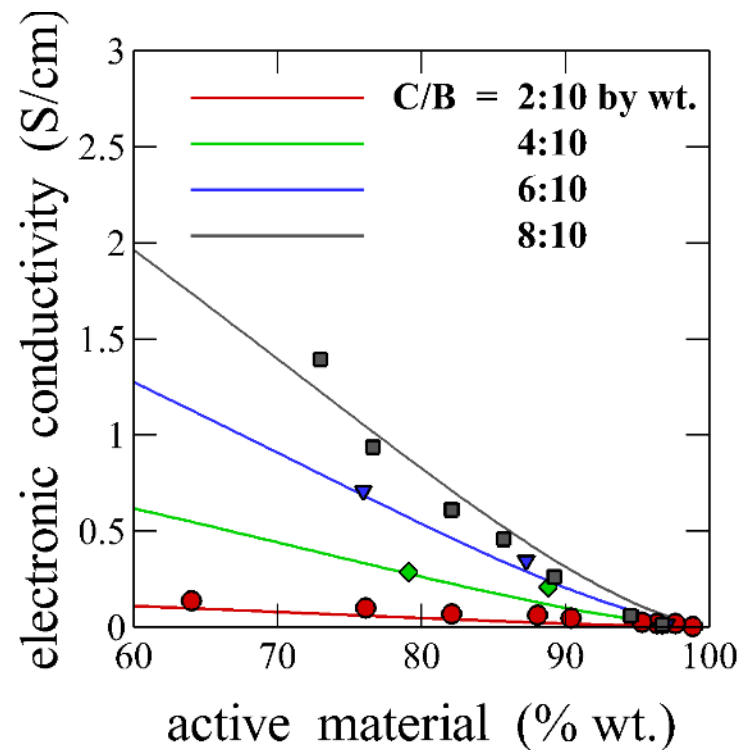 3
2.5
2
1.5
1
0.5
0
60 70 80 90 100
electronic conductivity (S/cm)
active material (% wt.)
C/B = 2:10 by wt.
4:10
6:10
8:10